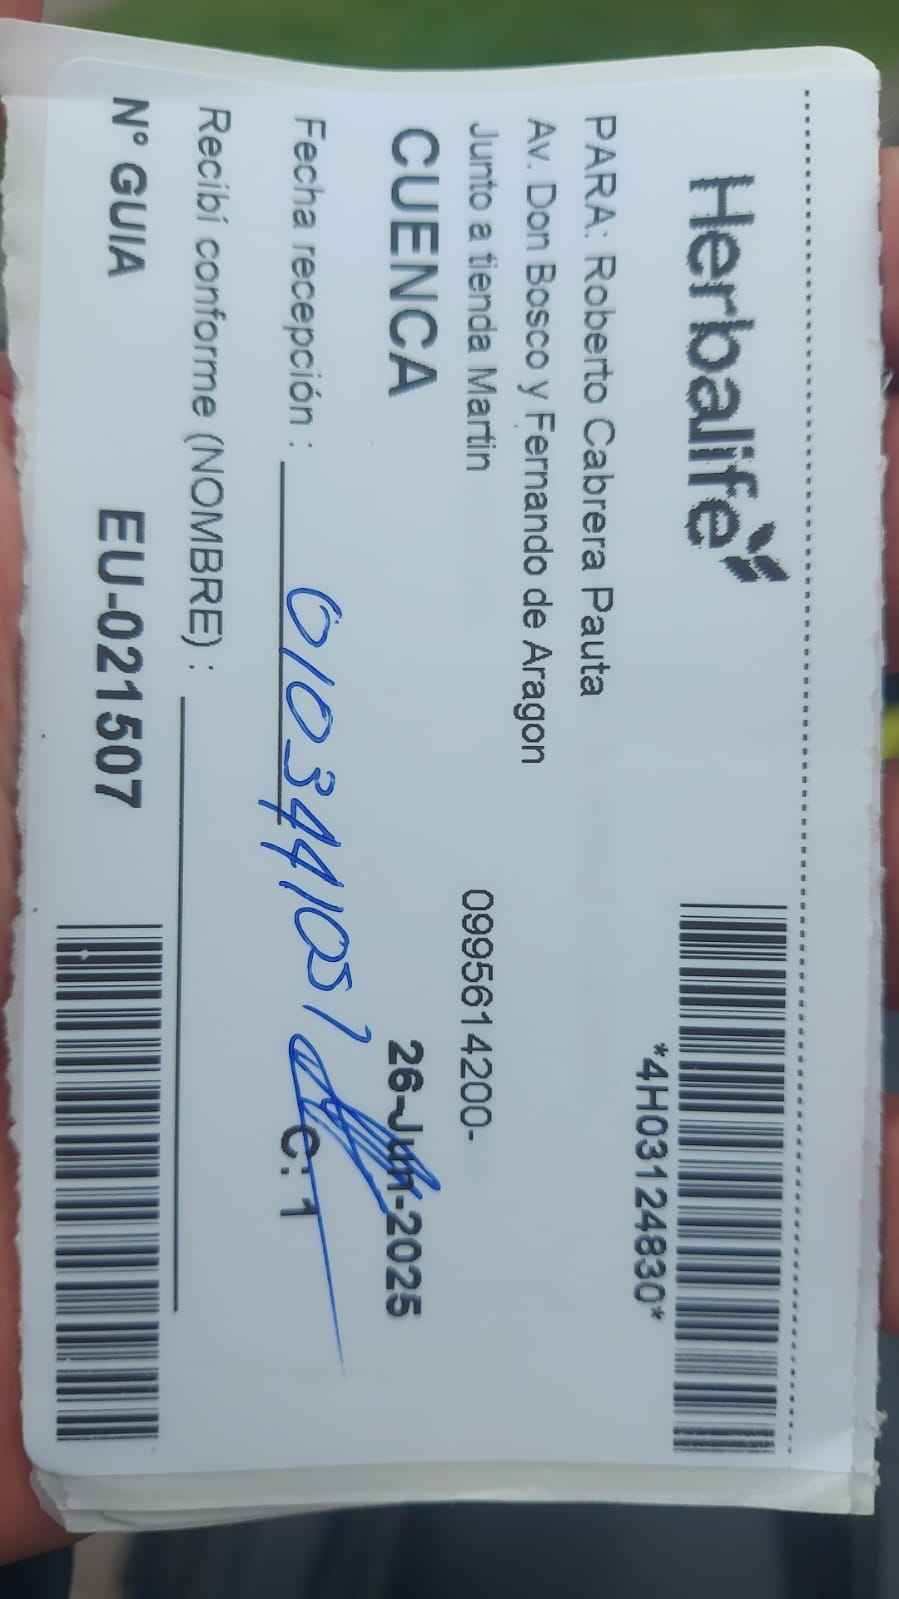 Herbalife
*4H03124830*
PARA: Roberto Cabrera Pauta
Av. Don Bosco y Fernando de Aragon
Junto a tienda Martin 0995614200-
CUENCA 26-Jun-2025
Fecha recepción : 0103441051 C: 1
Recibí conforme (NOMBRE) :
N° GUIA EU-021507